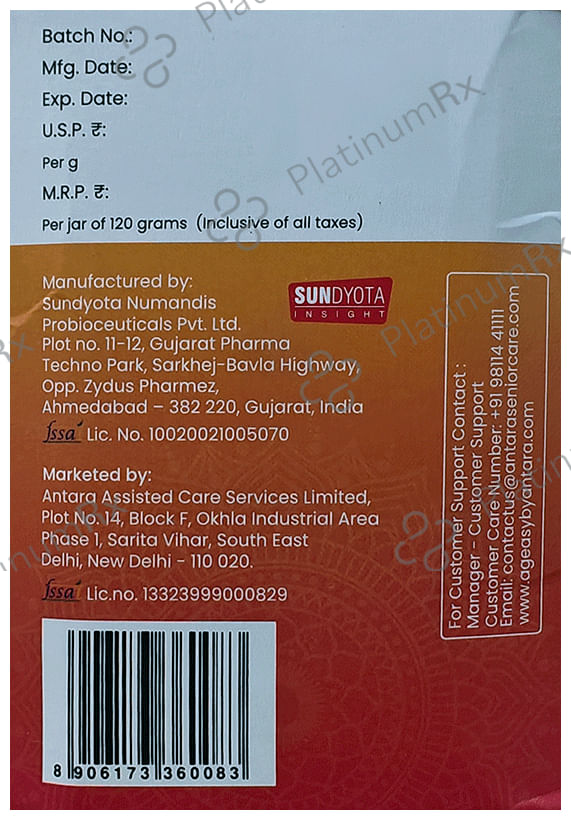 Batch No.:
Mfg. Date:
Exp. Date:
U.S.P. ₹:
Per g
M.R.P. ₹:
Per jar of 120 grams (Inclusive of all taxes)
Manufactured by:
Sundyota Numandis
Probioceuticals Pvt. Ltd.
Plot no. 11-12, Gujarat Pharma
Techno Park, Sarkhej-Bavla Highway,
Opp. Zydus Pharmez,
Ahmedabad – 382 220, Gujarat, India
fssai Lic. No. 10020021005070
SUNDYOTA
INSIGHT
Marketed by:
Antara Assisted Care Services Limited,
Plot No. 14, Block F, Okhla Industrial Area
Phase 1, Sarita Vihar, South East
Delhi, New Delhi - 110 020.
fssai Lic.no. 13323999000829
For Customer Support Contact :
Manager - Customer Support
Customer Care Number: +91 98114 41111
Email: contactus@antaraseniorcare.com
www.ageasybyantara.com
8 906173 360083
PlatinumRx
PlatinumRx
PlatinumRx